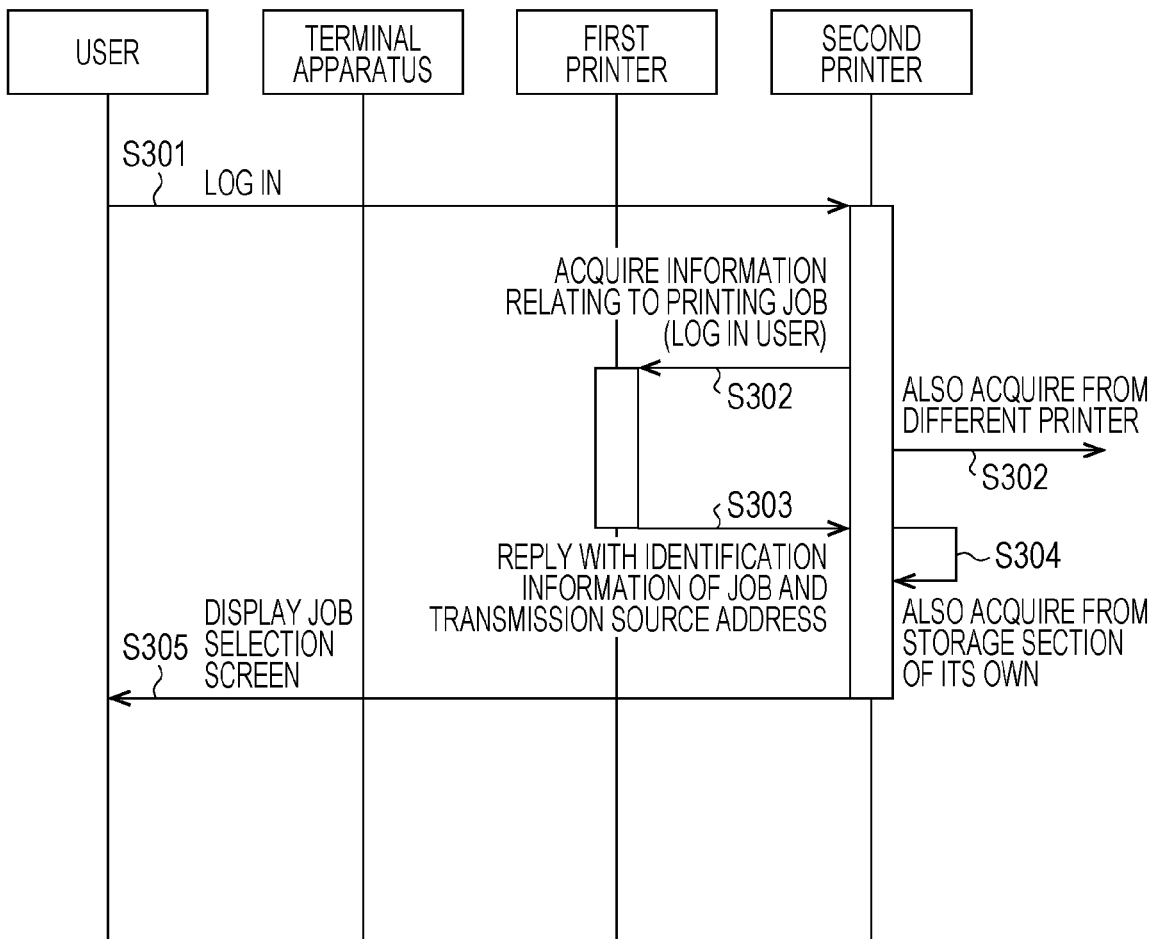 USER
TERMINAL
APPARATUS
FIRST
PRINTER
SECOND
PRINTER
S301
LOG IN
ACQUIRE INFORMATION
RELATING TO PRINTING JOB
(LOG IN USER)
S302
ALSO ACQUIRE FROM
DIFFERENT PRINTER
S302
S303
REPLY WITH IDENTIFICATION
INFORMATION OF JOB AND
TRANSMISSION SOURCE ADDRESS
S304
ALSO ACQUIRE FROM
STORAGE SECTION
OF ITS OWN
S305
DISPLAY JOB
SELECTION
SCREEN